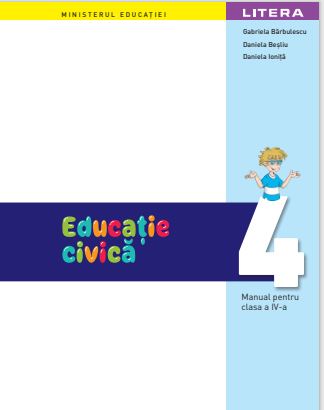 MINISTERUL EDUCAȚIEI
LITERA
Gabriela Bărbulescu
Daniela Beșliu
Daniela Ioniță
Educație
civică
4
Manual pentru
clasa a IV-a